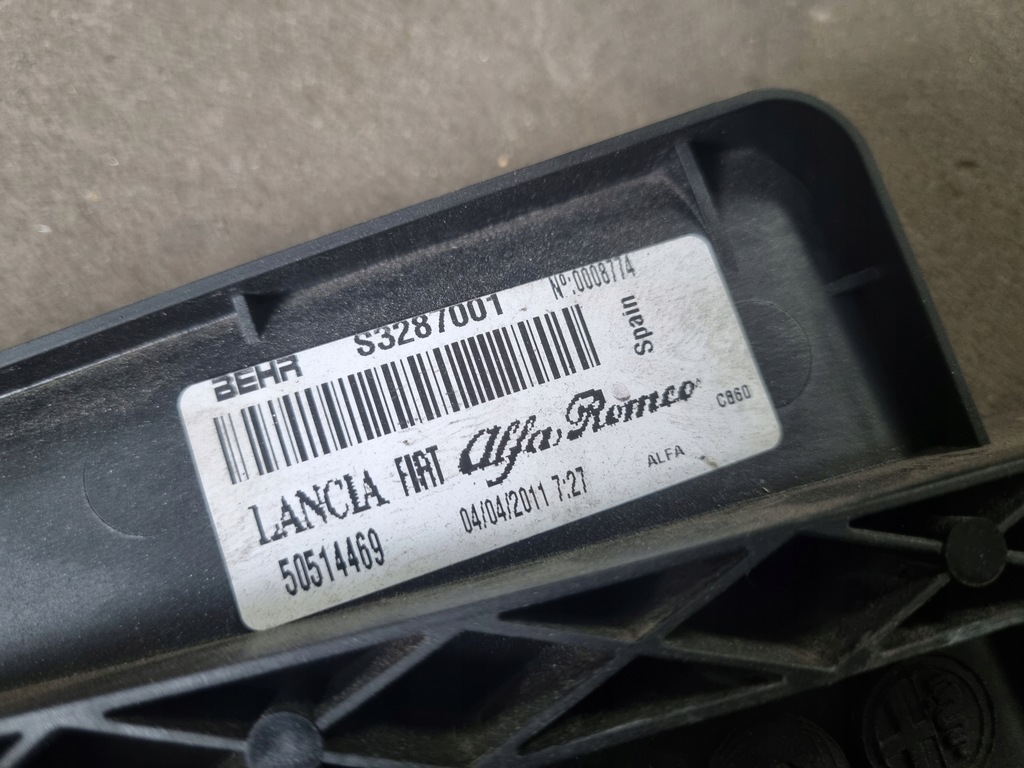 BEHR S3287001 Nº:0008774
Spain
LANCIA FIAT Alfa Romeo C860
50514469 04/04/2011 7:27 ALFA